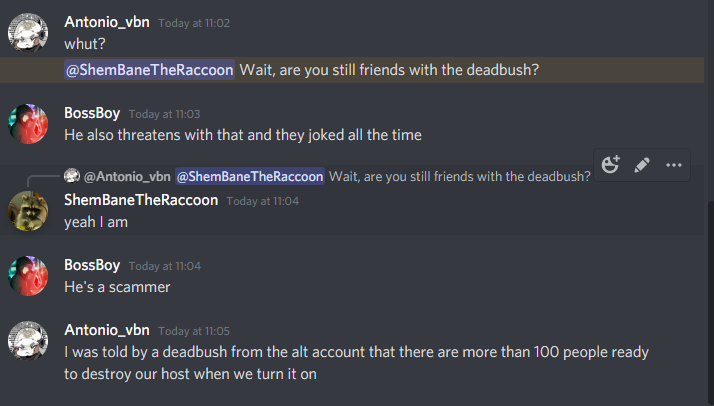 Antonio_vbn Today at 11:02
whut?
@ShemBaneTheRaccoon Wait, are you still friends with the deadbush?
BossBoy Today at 11:03
He also threatens with that and they joked all the time
@Antonio_vbn @ShemBaneTheRaccoon Wait, are you still friends with the deadbush?
ShemBaneTheRaccoon Today at 11:04
yeah I am
BossBoy Today at 11:04
He's a scammer
Antonio_vbn Today at 11:05
I was told by a deadbush from the alt account that there are more than 100 people ready
to destroy our host when we turn it on